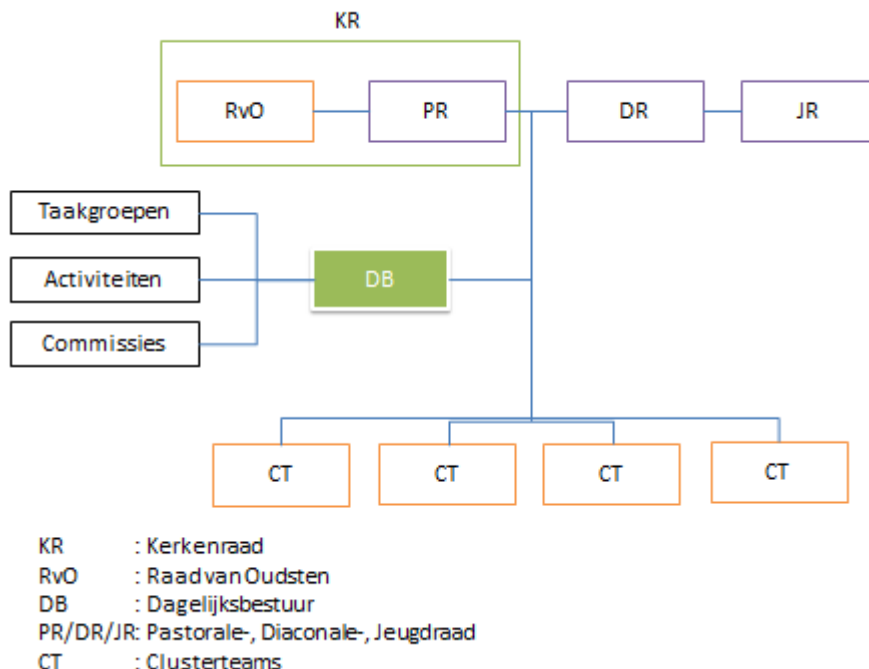 KR
RvO PR DR JR
Taakgroepen
Activiteiten DB
Commissies
CT CT CT CT
KR : Kerkenraad
RvO : Raad van Oudsten
DB : Dagelijksbestuur
PR/DR/JR: Pastorale-, Diaconale-, Jeugdraad
CT : Clusterteams